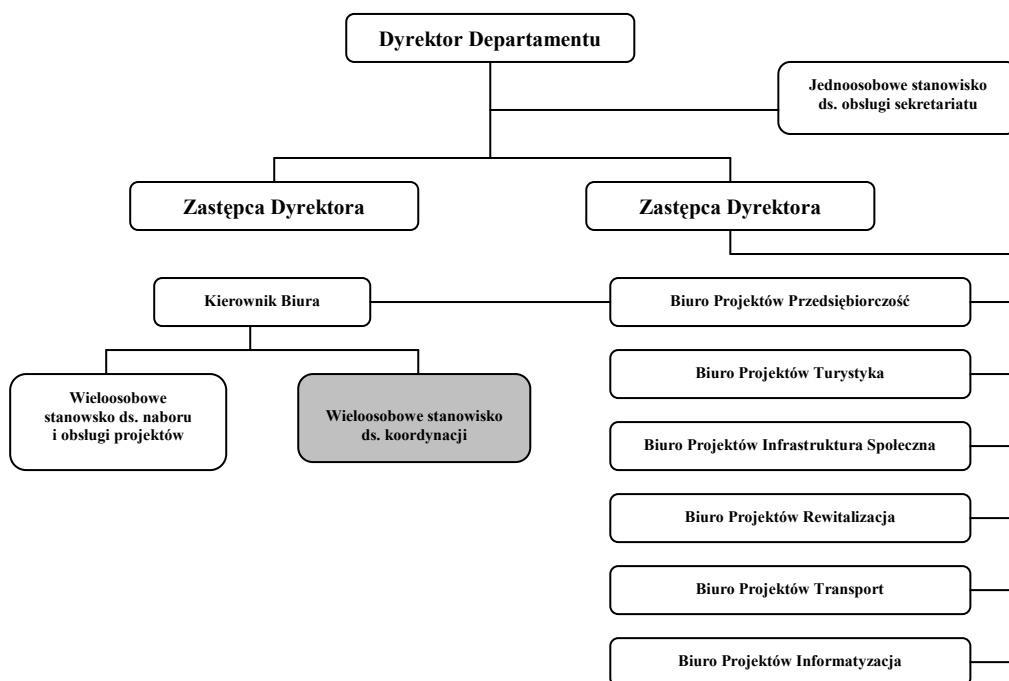 Dyrektor Departamentu
Jednoosobowe stanowisko
ds. obsługi sekretariatu
Zastępca Dyrektora
Zastępca Dyrektora
Kierownik Biura
Biuro Projektów Przedsiębiorczość
Wieloosobowe
stanowsko ds. naboru
i obsługi projektów
Wieloosobowe stanowisko
ds. koordynacji
Biuro Projektów Turystyka
Biuro Projektów Infrastruktura Społeczna
Biuro Projektów Rewitalizacja
Biuro Projektów Transport
Biuro Projektów Informatyzacja